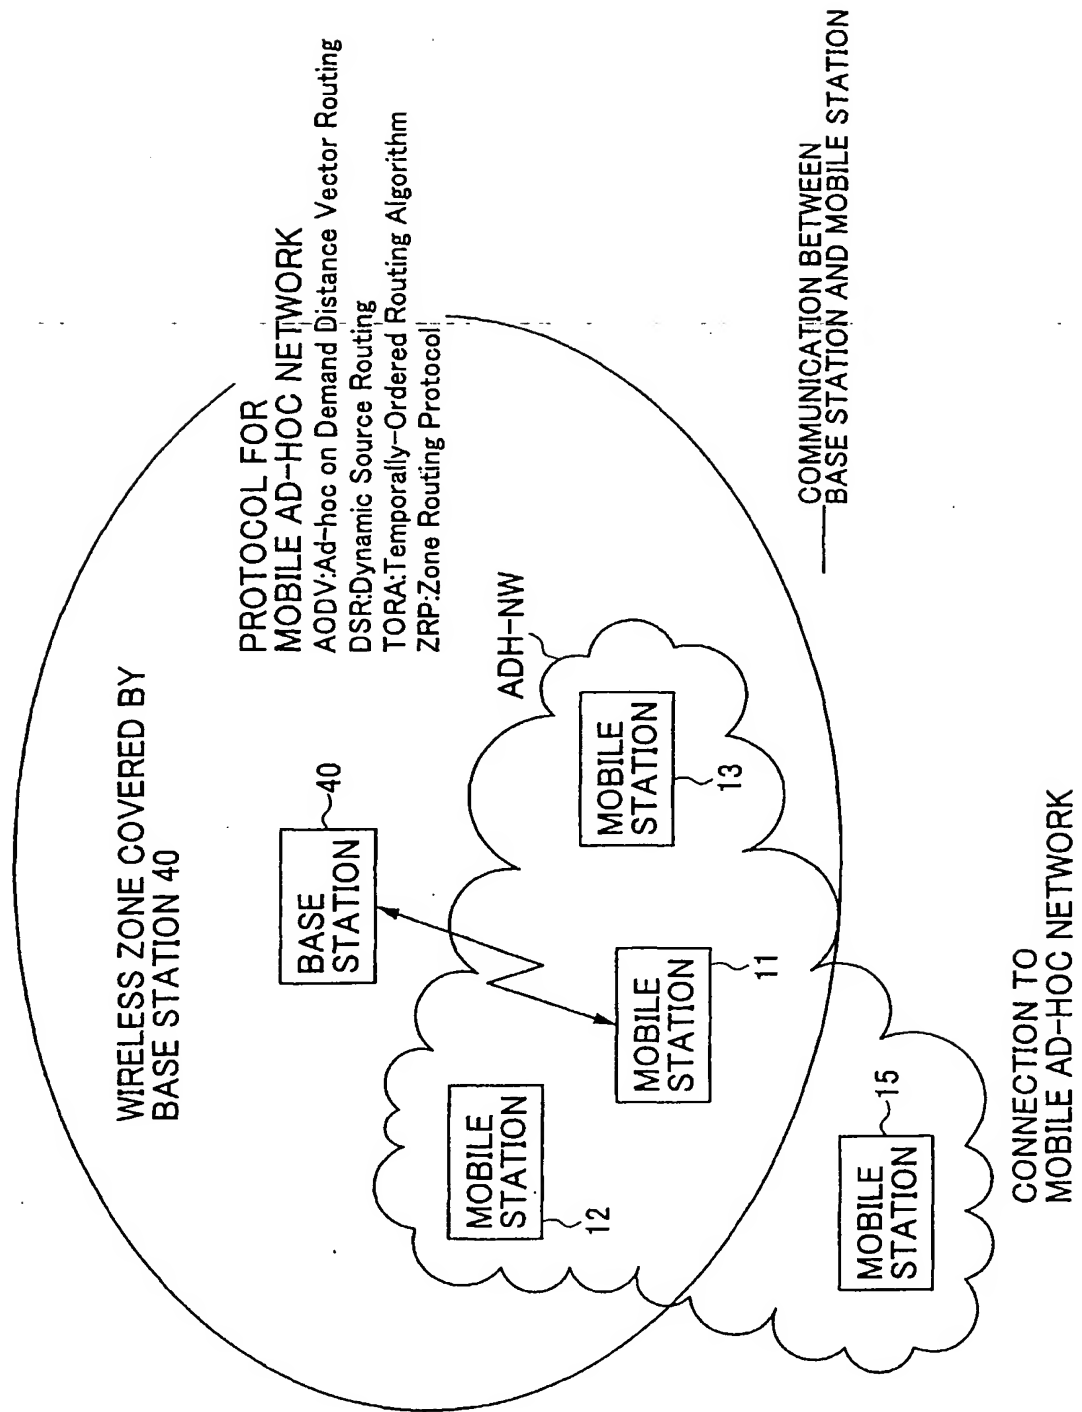 WIRELESS ZONE COVERED BY
BASE STATION 40
PROTOCOL FOR
MOBILE AD-HOC NETWORK
AODV:Ad-hoc on Demand Distance Vector Routing
DSR:Dynamic Source Routing
TORA:Temporally-Ordered Routing Algorithm
ZRP:Zone Routing Protocol
BASE
STATION
40
ADH-NW
MOBILE
STATION
12
MOBILE
STATION
11
MOBILE
STATION
13
MOBILE
STATION
15
COMMUNICATION BETWEEN
BASE STATION AND MOBILE STATION
CONNECTION TO
MOBILE AD-HOC NETWORK